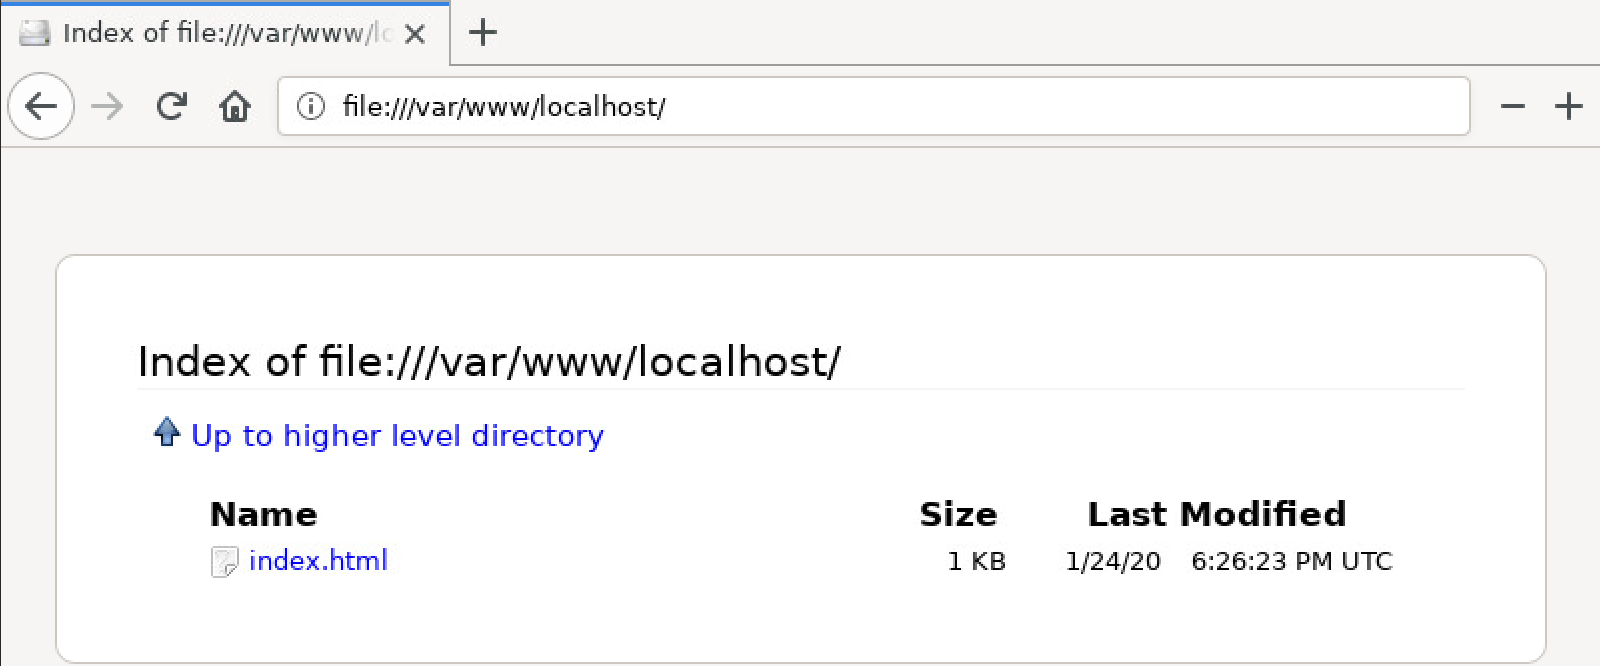 Index of file:///var/www/lo
file:///var/www/localhost/
Index of file:///var/www/localhost/
Up to higher level directory
Name Size Last Modified
index.html 1 KB 1/24/20 6:26:23 PM UTC